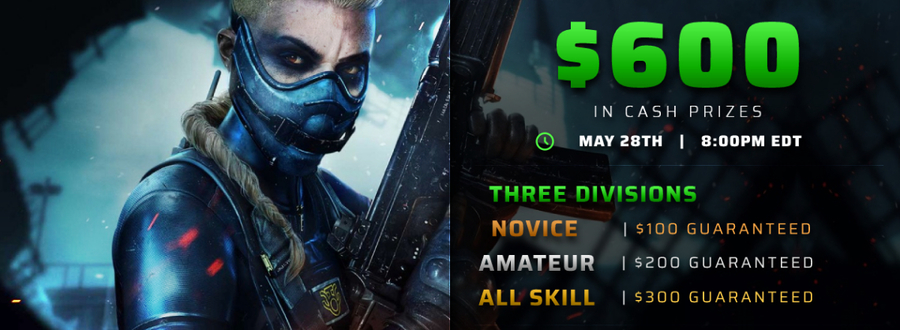 $600
IN CASH PRIZES
MAY 28TH | 8:00PM EDT
THREE DIVISIONS
NOVICE | $100 GUARANTEED
AMATEUR | $200 GUARANTEED
ALL SKILL | $300 GUARANTEED